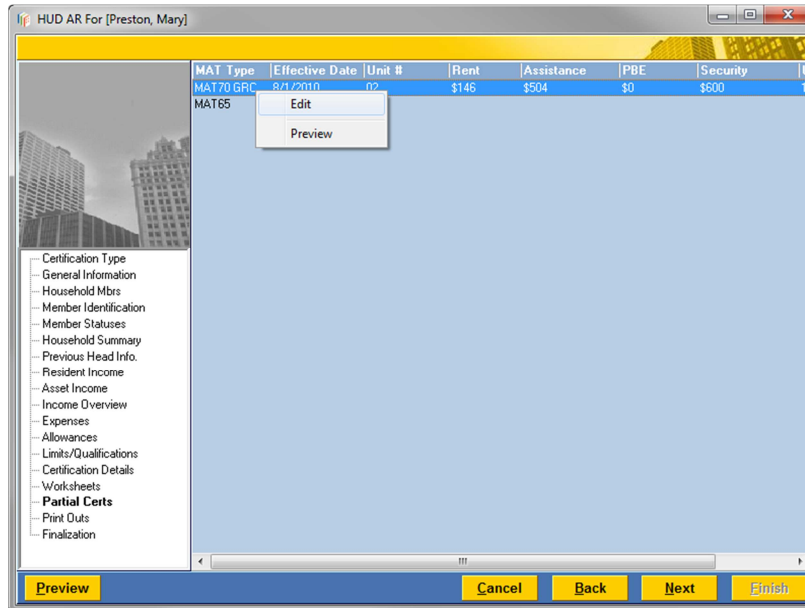 HUD AR For [Preston, Mary]
MAT Type Effective Date Unit # Rent Assistance PBE Security
MAT70 GRC 8/1/2010 02 $146 $504 $0 $600
MAT65
Edit
Preview
Certification Type
General Information
Household Mbrs
Member Identification
Member Statuses
Household Summary
Previous Head Info.
Resident Income
Asset Income
Income Overview
Expenses
Allowances
Limits/Qualifications
Certification Details
Worksheets
Partial Certs
Print Outs
Finalization
Preview Cancel Back Next Finish